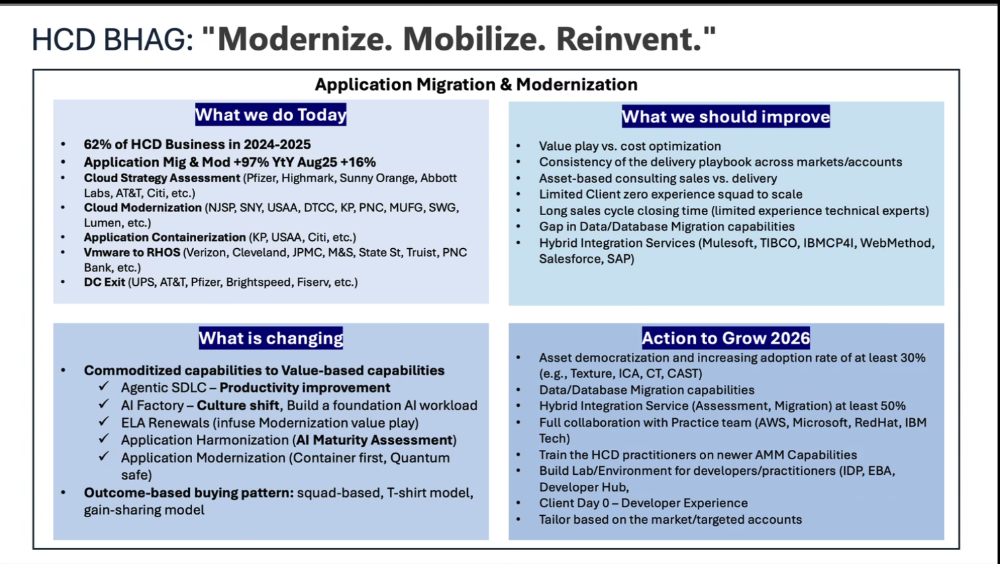 HCD BHAG: "Modernize. Mobilize. Reinvent."
Application Migration & Modernization
What we do Today
• 62% of HCD Business in 2024-2025
• Application Mig & Mod +97% YtY Aug25 +16%
• Cloud Strategy Assessment (Pfizer, Highmark, Sunny Orange, Abbott
Labs, AT&T, Citi, etc.)
• Cloud Modernization (NJSP, SNY, USAA, DTCC, KP, PNC, MUFG, SWG,
Lumen, etc.)
• Application Containerization (KP, USAA, Citi, etc.)
• Vmware to RHOS (Verizon, Cleveland, JPMC, M&S, State St, Truist, PNC
Bank, etc.)
• DC Exit (UPS, AT&T, Pfizer, Brightspeed, Fiserv, etc.)
What we should improve
• Value play vs. cost optimization
• Consistency of the delivery playbook across markets/accounts
• Asset-based consulting sales vs. delivery
• Limited Client zero experience squad to scale
• Long sales cycle closing time (limited experience technical experts)
• Gap in Data/Database Migration capabilities
• Hybrid Integration Services (Mulesoft, TIBCO, IBMCP4I, WebMethod,
Salesforce, SAP)
What is changing
• Commoditized capabilities to Value-based capabilities
✓ Agentic SDLC – Productivity improvement
✓ AI Factory – Culture shift, Build a foundation AI workload
✓ ELA Renewals (infuse Modernization value play)
✓ Application Harmonization (AI Maturity Assessment)
✓ Application Modernization (Container first, Quantum
safe)
• Outcome-based buying pattern: squad-based, T-shirt model,
gain-sharing model
Action to Grow 2026
• Asset democratization and increasing adoption rate of at least 30%
(e.g., Texture, ICA, CT, CAST)
• Data/Database Migration capabilities
• Hybrid Integration Service (Assessment, Migration) at least 50%
• Full collaboration with Practice team (AWS, Microsoft, RedHat, IBM
Tech)
• Train the HCD practitioners on newer AMM Capabilities
• Build Lab/Environment for developers/practitioners (IDP, EBA,
Developer Hub,
• Client Day 0 – Developer Experience
• Tailor based on the market/targeted accounts